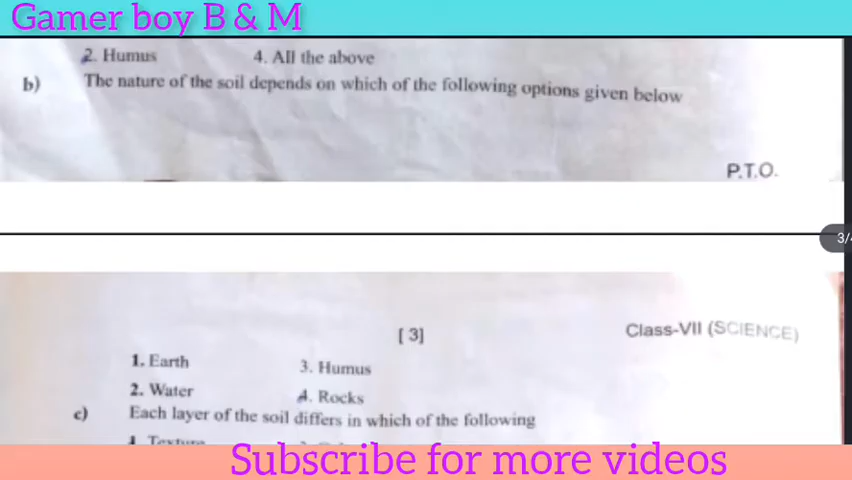 Gamer boy B & M
2. Humus 4. All the above
b) The nature of the soil depends on which of the following options given below
P.T.O.
[ 3]
Class-VII (SCIENCE)
1. Earth 3. Humus
2. Water 4. Rocks
c) Each layer of the soil differs in which of the following
1. Texture
Subscribe for more videos